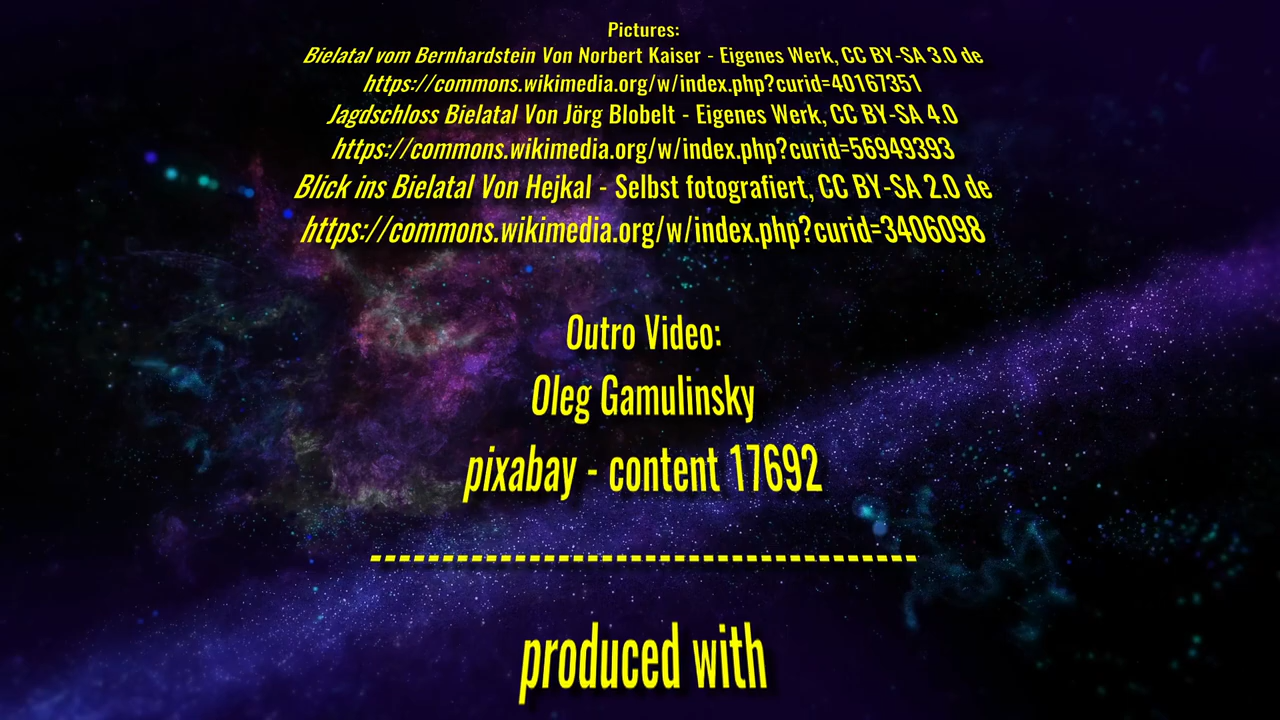 Pictures:
Bielatal vom Bernhardstein Von Norbert Kaiser - Eigenes Werk, CC BY-SA 3.0 de
https://commons.wikimedia.org/w/index.php?curid=40167351
Jagdschloss Bielatal Von Jörg Blobelt - Eigenes Werk, CC BY-SA 4.0
https://commons.wikimedia.org/w/index.php?curid=56949393
Blick ins Bielatal Von Hejkal - Selbst fotografiert, CC BY-SA 2.0 de
https://commons.wikimedia.org/w/index.php?curid=3406098
Outro Video:
Oleg Gamulinsky
pixabay - content 17692
--------------------------------------
produced with